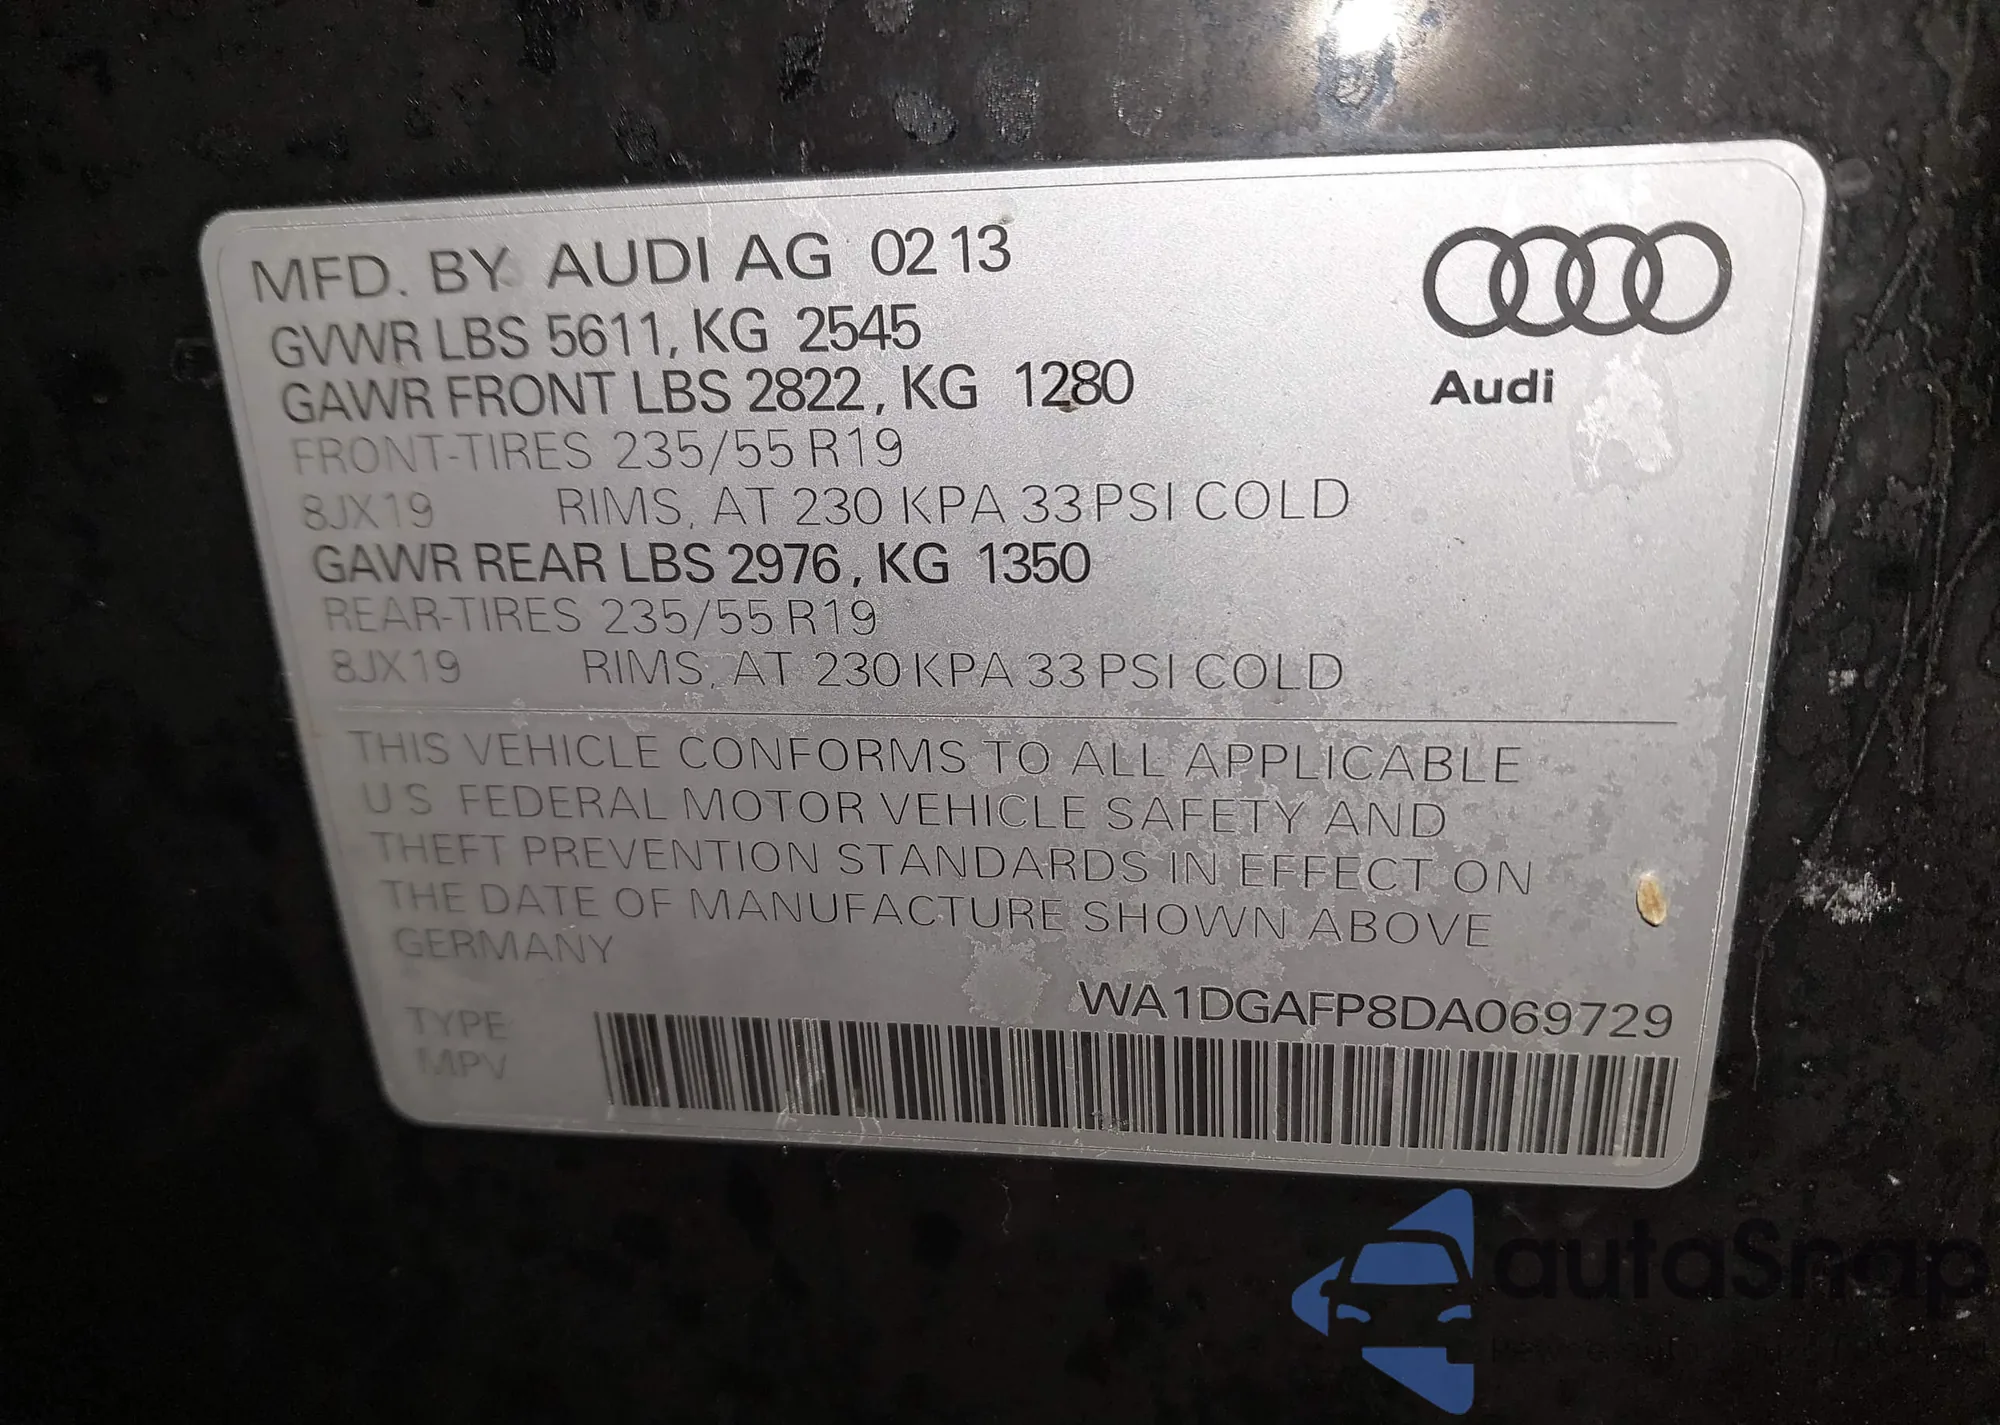 MFD. BY AUDI AG 02 13
GVWR LBS 5611, KG 2545
GAWR FRONT LBS 2822, KG 1280
FRONT-TIRES 235/55 R19
8JX19 RIMS, AT 230 KPA 33 PSI COLD
GAWR REAR LBS 2976, KG 1350
REAR-TIRES 235/55 R19
8JX19 RIMS, AT 230 KPA 33 PSI COLD
Audi
THIS VEHICLE CONFORMS TO ALL APPLICABLE
US FEDERAL MOTOR VEHICLE SAFETY AND
THEFT PREVENTION STANDARDS IN EFFECT ON
THE DATE OF MANUFACTURE SHOWN ABOVE
GERMANY
WA1DGAFP8DA069729
TYPE
MPV
autaSnap